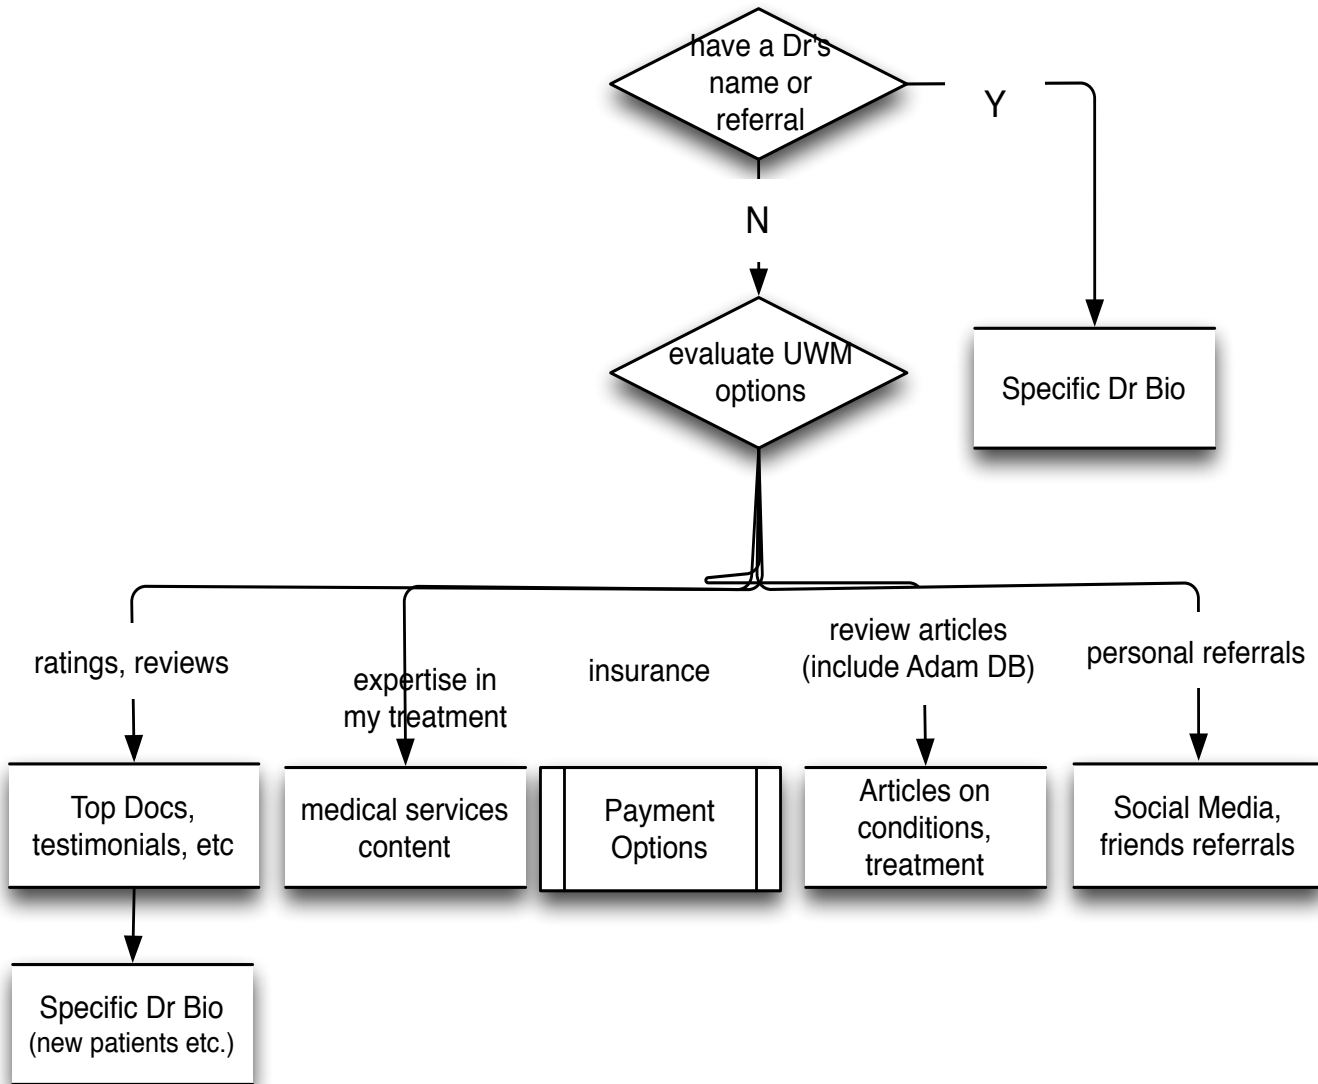 have a Dr's
name or
referral
Y
N
evaluate UWM
options
Specific Dr Bio
ratings, reviews
expertise in
my treatment
insurance
review articles
(include Adam DB)
personal referrals
Top Docs,
testimonials, etc
medical services
content
Payment
Options
Articles on
conditions,
treatment
Social Media,
friends referrals
Specific Dr Bio
(new patients etc.)